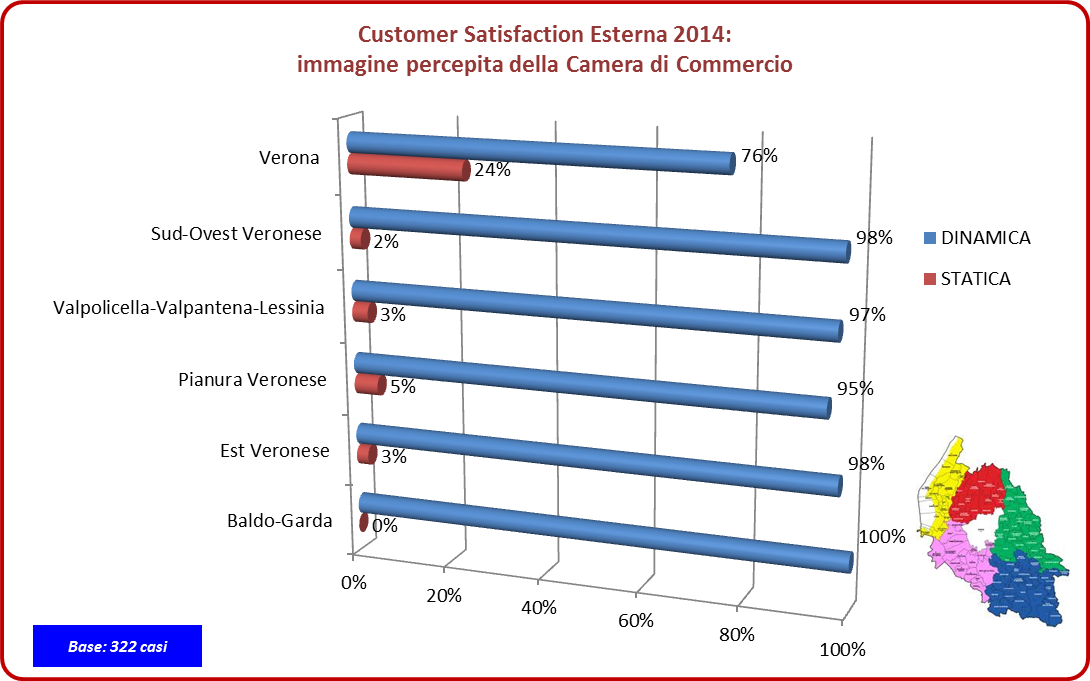 Customer Satisfaction Esterna 2014:
immagine percepita della Camera di Commercio
Verona
76%
24%
Sud-Ovest Veronese
98%
2%
DINAMICA
STATICA
Valpolicella-Valpantena-Lessinia
97%
3%
Pianura Veronese
95%
5%
Est Veronese
98%
3%
Baldo-Garda
100%
0%
0%
20%
40%
60%
80%
100%
Base: 322 casi